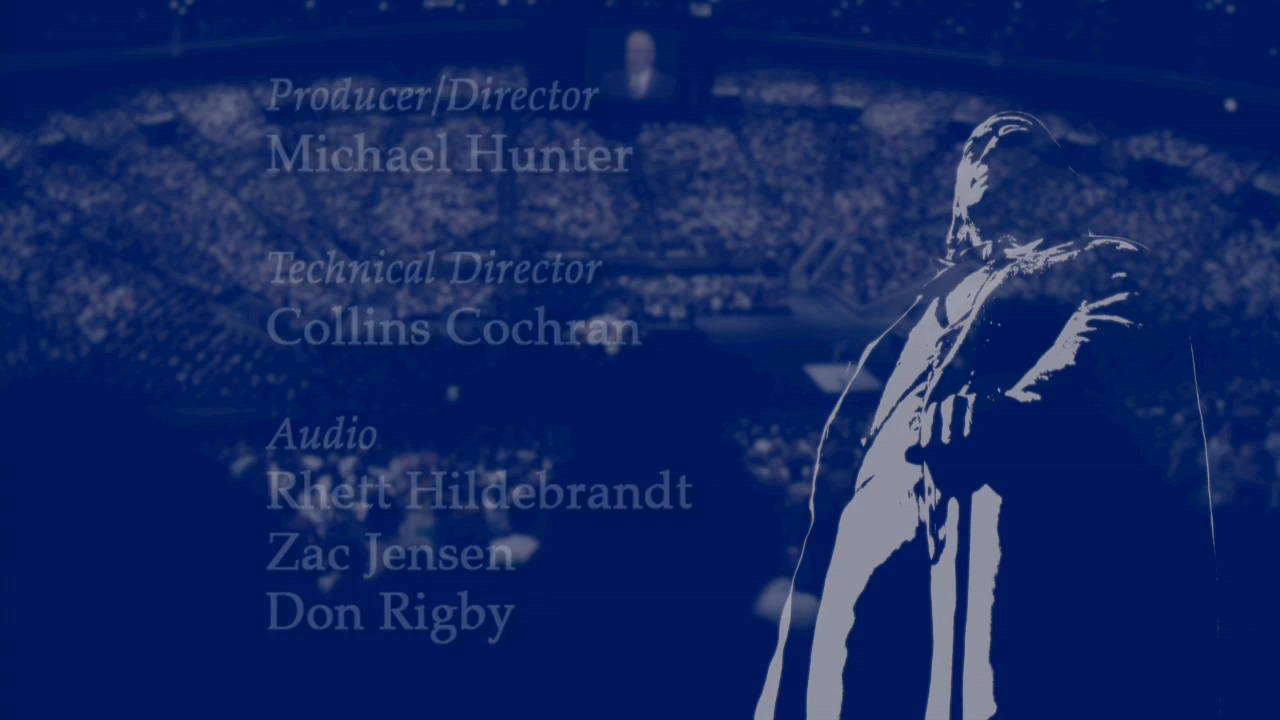 Producer/Director
Michael Hunter
Technical Director
Collins Cochran
Audio
Rhett Hildebrandt
Zac Jensen
Don Rigby